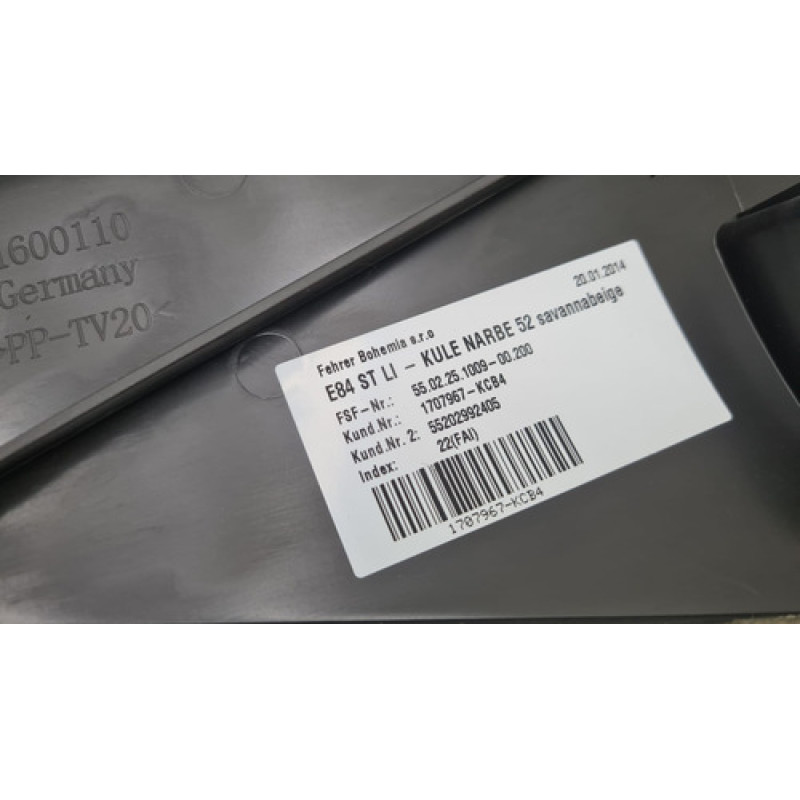 1600110
Germany
>PP-TV20<
20.01.2014
Fehrer Bohemia s.r.o
E84 ST LI - KULE NARBE 52 savannabeige
FSF-Nr.: 55.02.25.1009-00.200
Kund.Nr.: 1707967-KCB4
Kund.Nr. 2: 55202992405
Index: 22(FAI)
1707967-KCB4